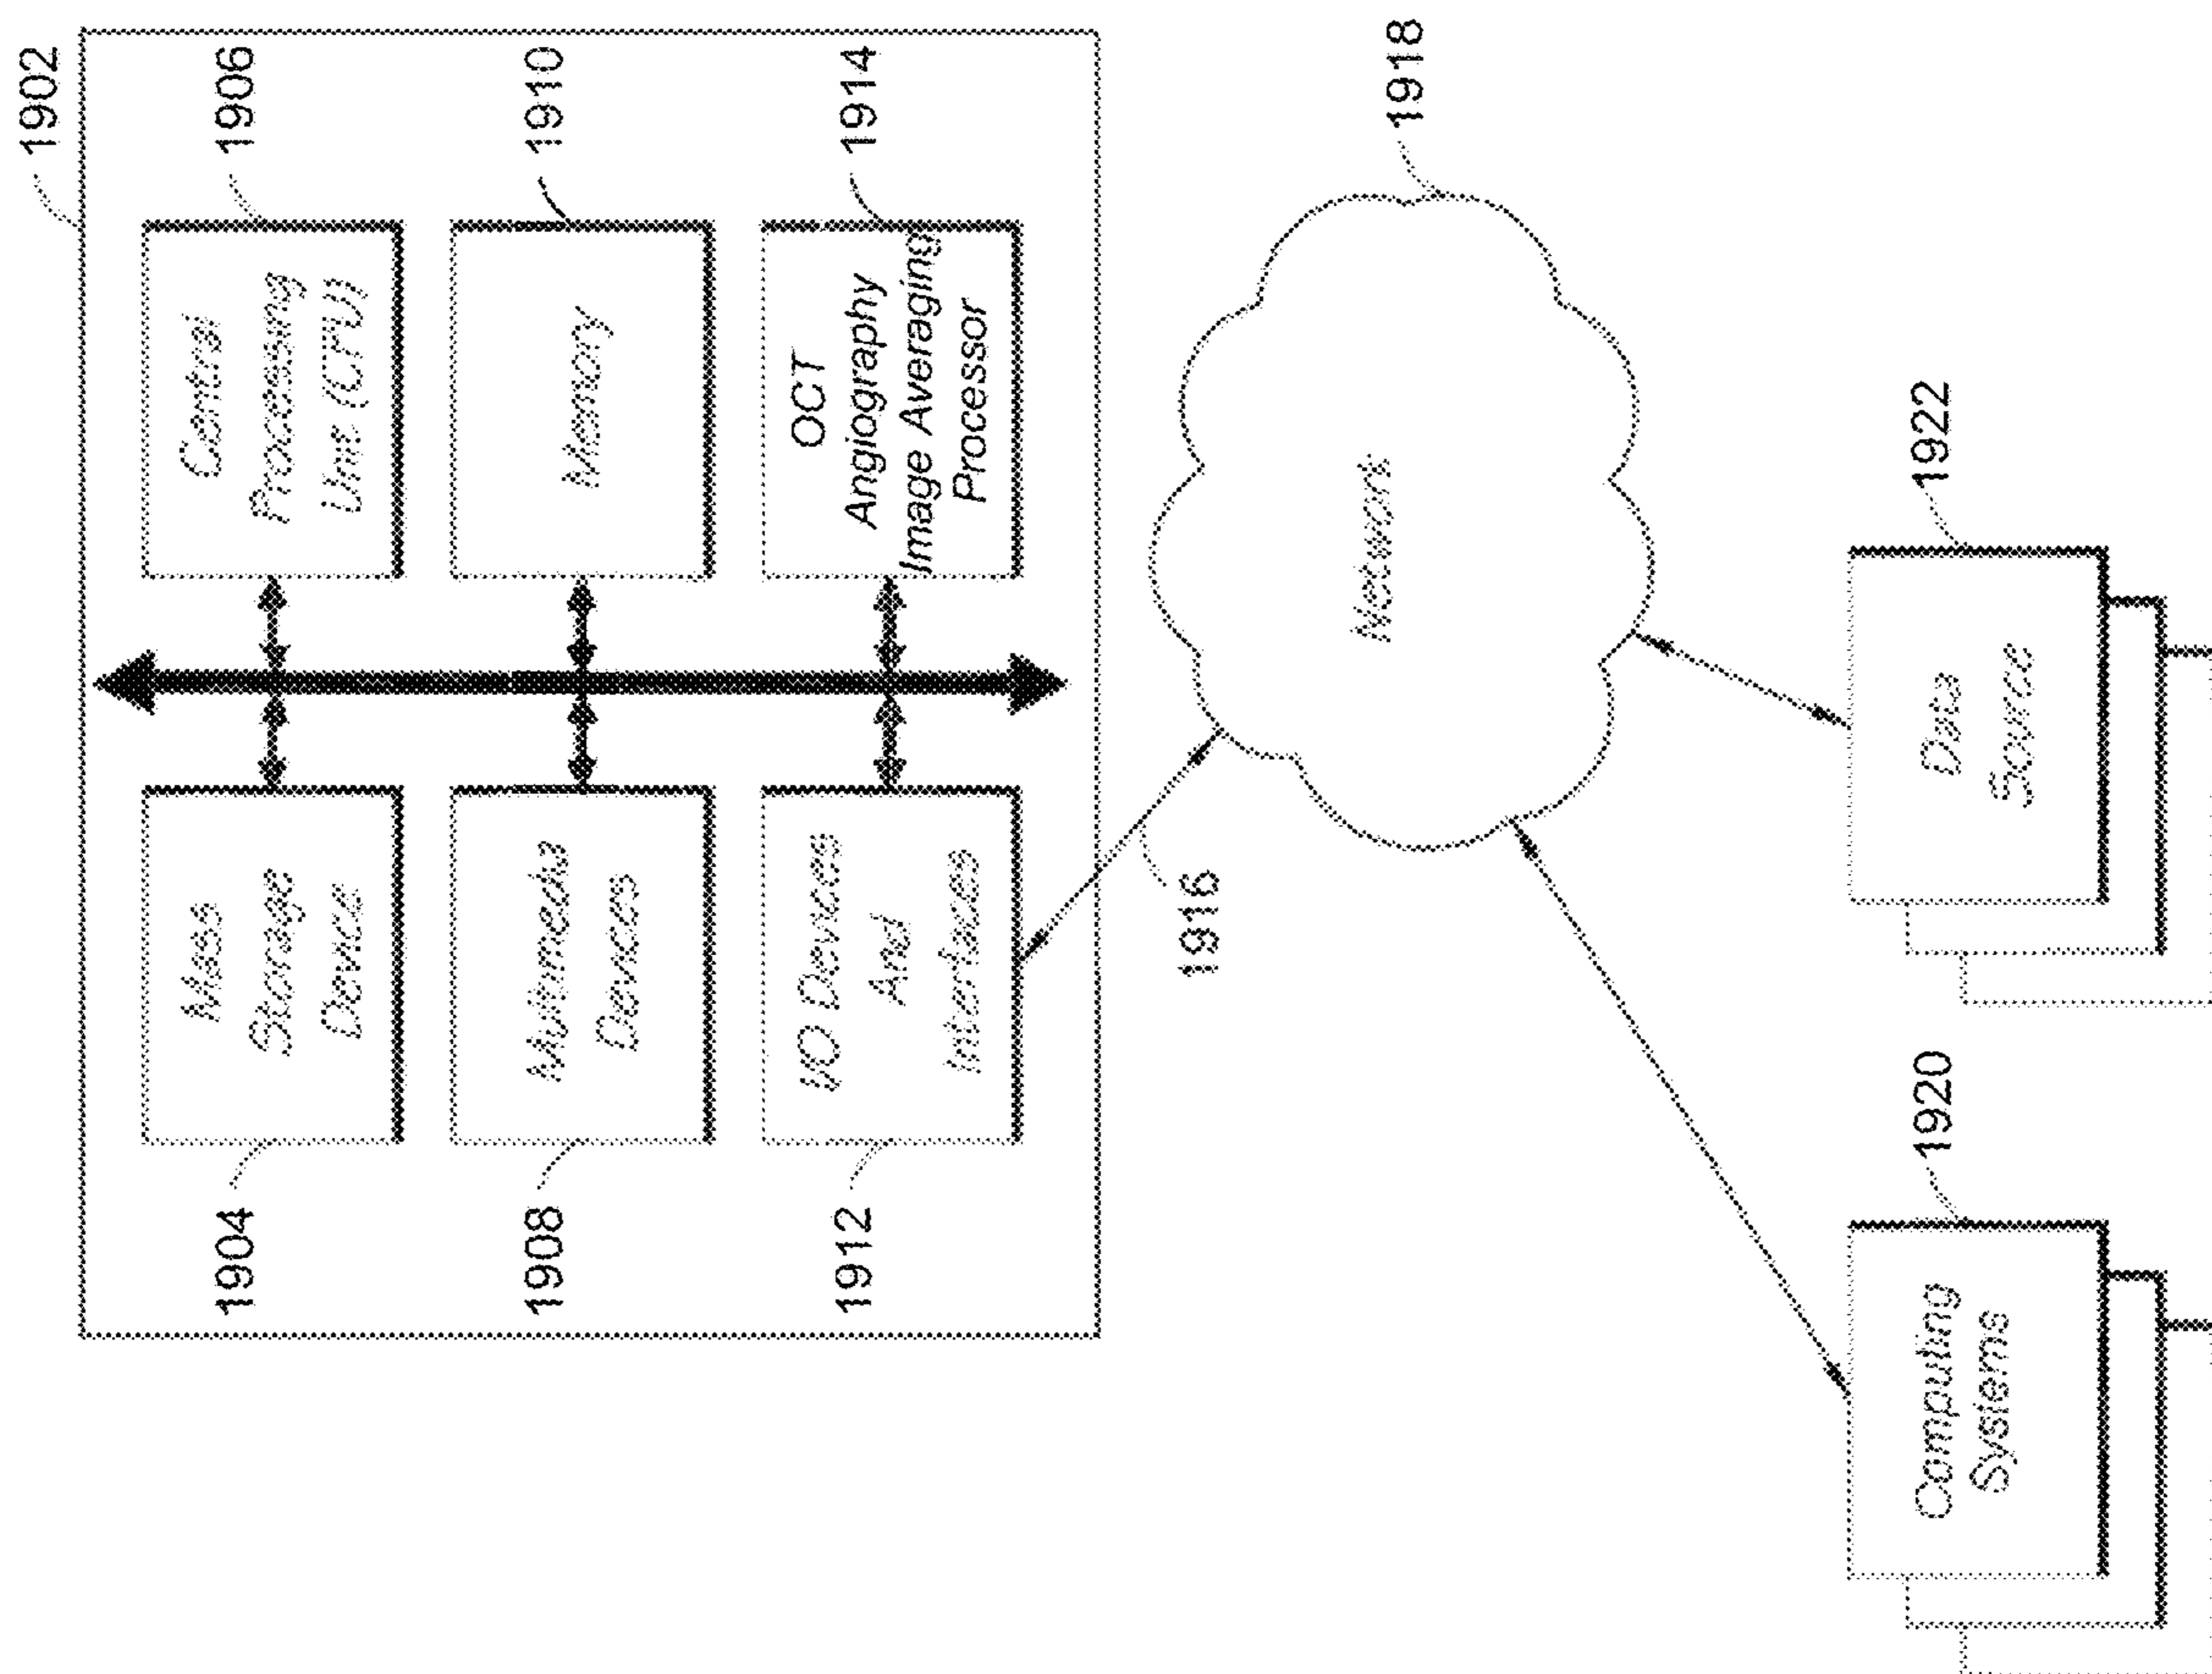 1902
1904
Mass
Storage
Device
Central
Processing
Unit (CPU)
1906
1908
Multimedia
Devices
Memory
1910
1912
I/O Devices
And
Interfaces
OCT
Angiography
Image Averaging
Processor
1914
1916
Network
1918
Computing
Systems
1920
Data
Source
1922